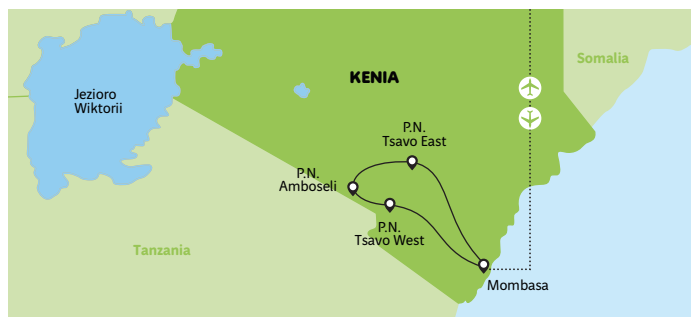 Somalia
KENIA
Jezioro
Wiktorii
P.N.
Tsavo East
P.N.
Amboseli
P.N.
Tsavo West
Tanzania
Mombasa